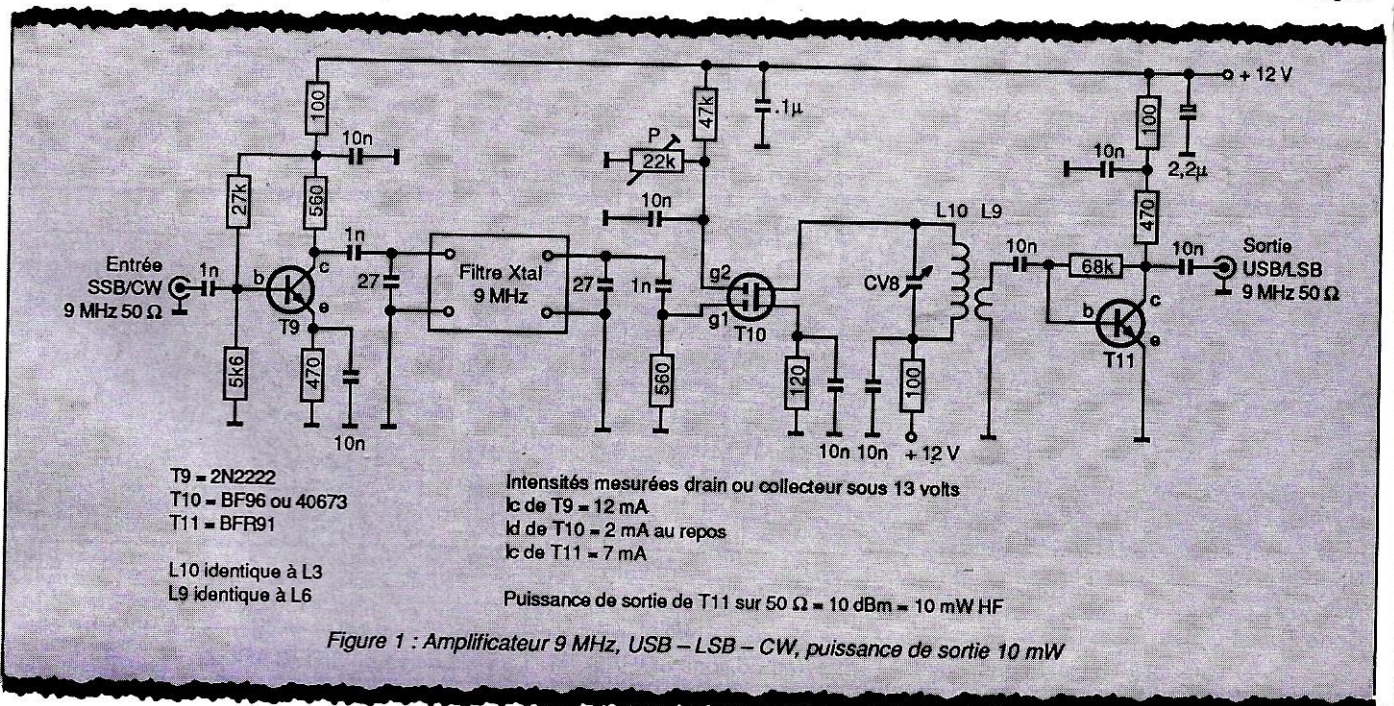 + 12 V
100
10n
27k
560
1n
Entrée
SSB/CW
9 MHz 50 Ω
1n
b
c
e
T9
5k6
470
10n
27
Filtre Xtal
9 MHz
27
1n
560
P
22k
47k
.1µ
10n
g2
g1
T10
120
10n
10n
100
+ 12 V
CV8
L10 L9
10n
68k
b
c
e
T11
470
10n
100
2,2µ
10n
Sortie
USB/LSB
9 MHz 50 Ω
T9 = 2N2222
T10 = BF96 ou 40673
T11 = BFR91
L10 identique à L3
L9 identique à L6
Intensités mesurées drain ou collecteur sous 13 volts
Ic de T9 = 12 mA
Id de T10 = 2 mA au repos
Ic de T11 = 7 mA
Puissance de sortie de T11 sur 50 Ω = 10 dBm = 10 mW HF
Figure 1 : Amplificateur 9 MHz, USB – LSB – CW, puissance de sortie 10 mW